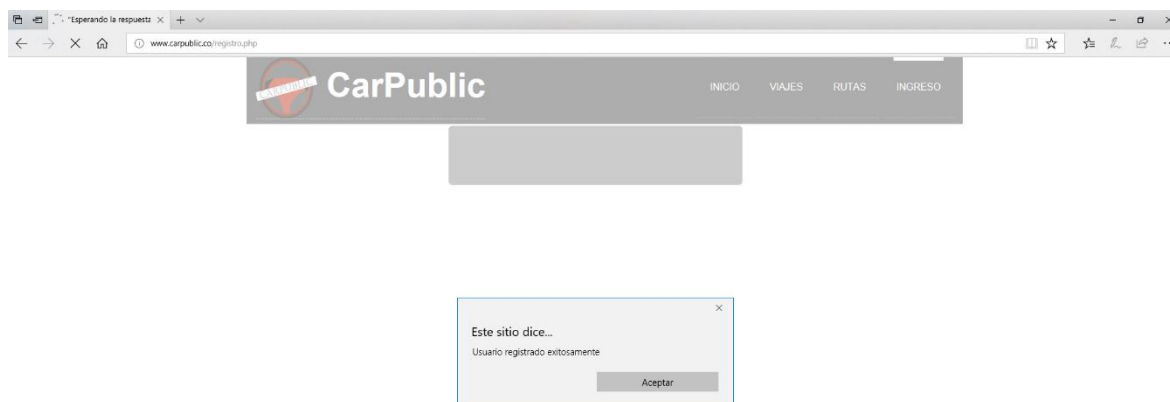 "Esperando la respuesta
www.carpublic.co/registro.php
CARPUBLIC
CarPublic
INICIO VIAJES RUTAS INGRESO
Este sitio dice...
Usuario registrado exitosamente
Aceptar